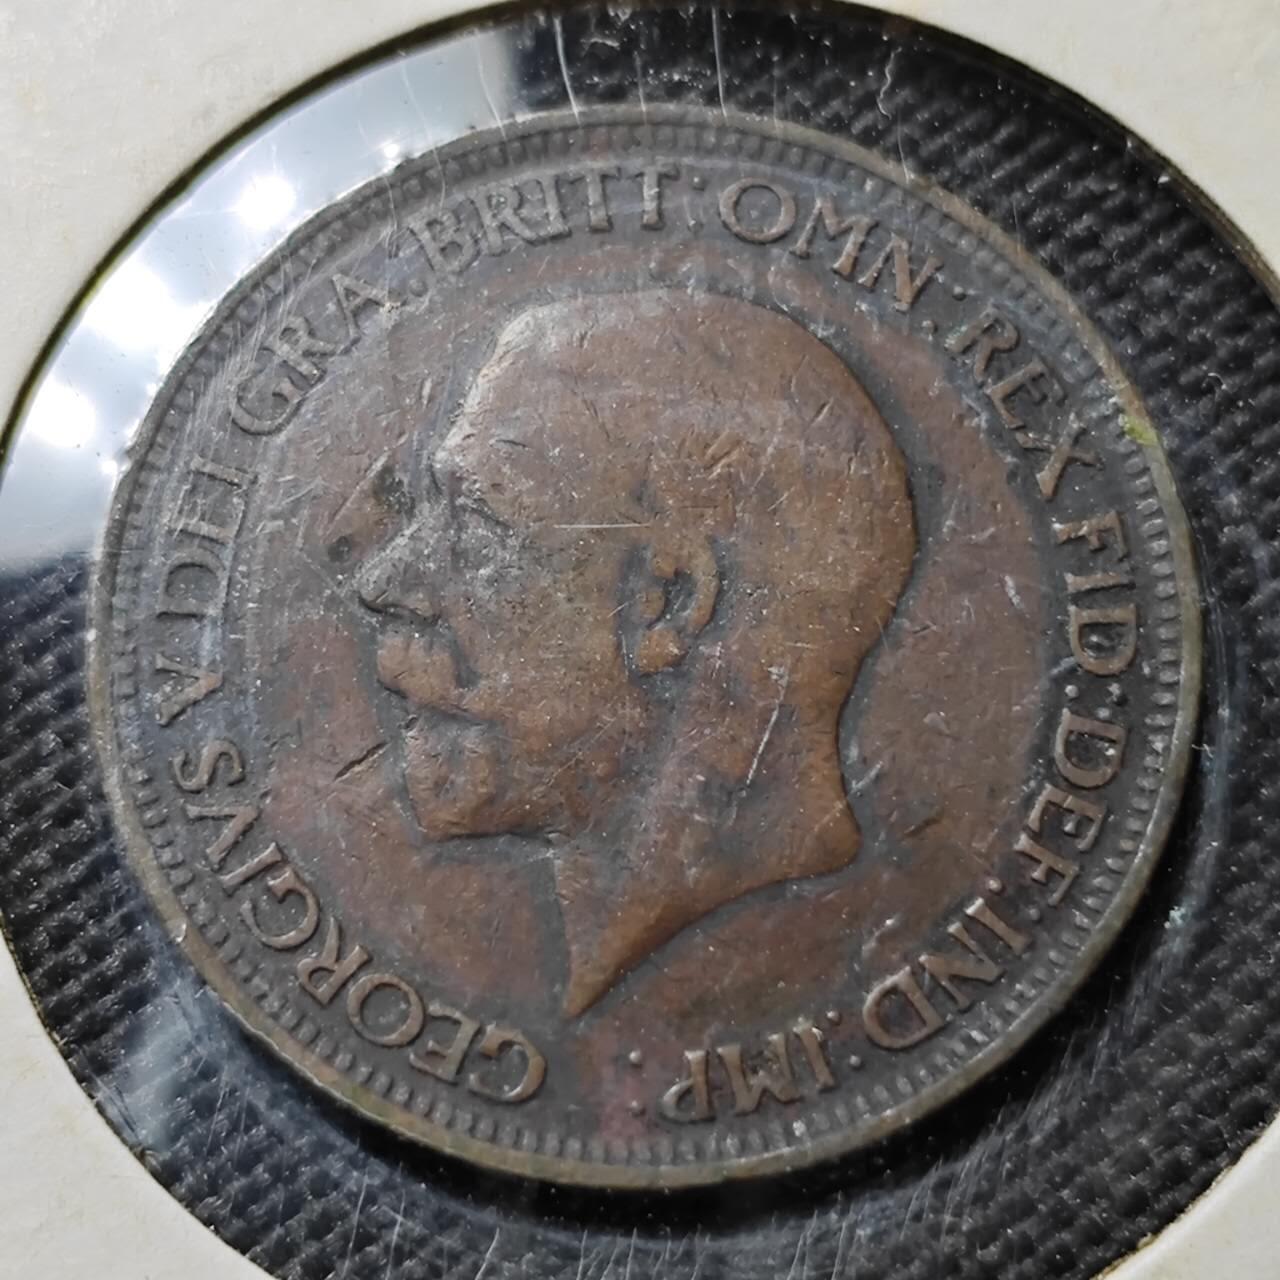 GEORGIVS V DEI GRA: BRITT: OMN: REX FID: DEF: IND: IMP: